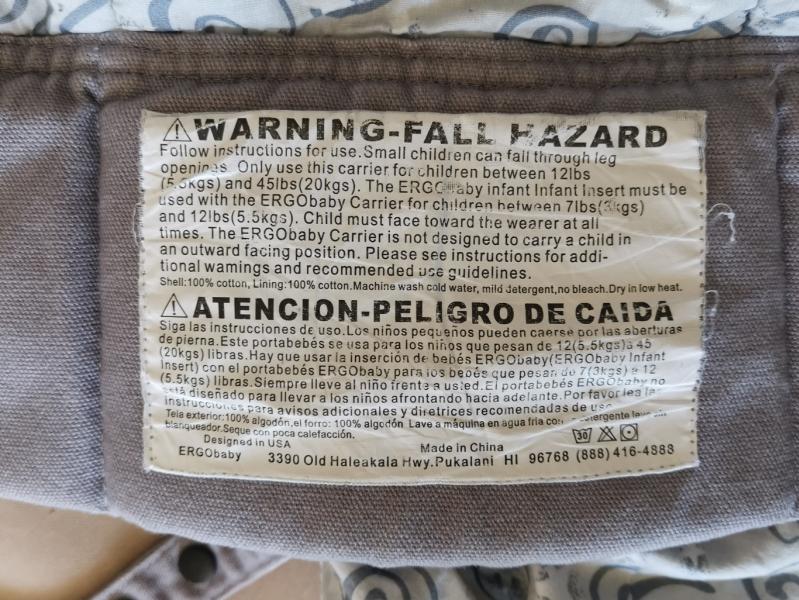 WARNING-FALL HAZARD
Follow instructions for use.Small children can fall through leg
openings. Only use this carrier for children between 12lbs
(5.5kgs) and 45lbs(20kgs). The ERGObaby infant Infant Insert must be
used with the ERGObaby Carrier for children between 7lbs(3kgs)
and 12lbs(5.5kgs). Child must face toward the wearer at all
times. The ERGObaby Carrier is not designed to carry a child in
an outward facing position. Please see instructions for addi-
tional warnings and recommended use guidelines.
Shell:100% cotton, Lining:100% cotton.Machine wash cold water, mild detergent,no bleach.Dry in low heat.
ATENCION-PELIGRO DE CAIDA
Siga las instrucciones de uso.Los niños pequeños pueden caerse por las aberturas
de pierna. Este portabebés se usa para los niños que pesan de 12(5.5kgs)a 45
(20kgs) libras.Hay que usar la inserción de bebés ERGObaby(ERGObaby Infant
Insert) con el portabebés ERGObaby para los bebés que pesan de 7(3kgs) a 12
(5.5kgs) libras.Siempre lleve al niño frente a usted.El portabebés ERGObaby no
está diseñado para llevar a los niños afrontando hacia adelante.Por favor lea las
instrucciones para avisos adicionales y directrices recomendadas de uso
Tela exterior:100% algodón,el forro: 100% algodón Lave a máquina en agua fria con detergente
blanqueador.Seque con poca calefacción.
30
Designed in USA Made in China
ERGObaby 3390 Old Haleakala Hwy.Pukalani HI 96768 (888) 416-4888